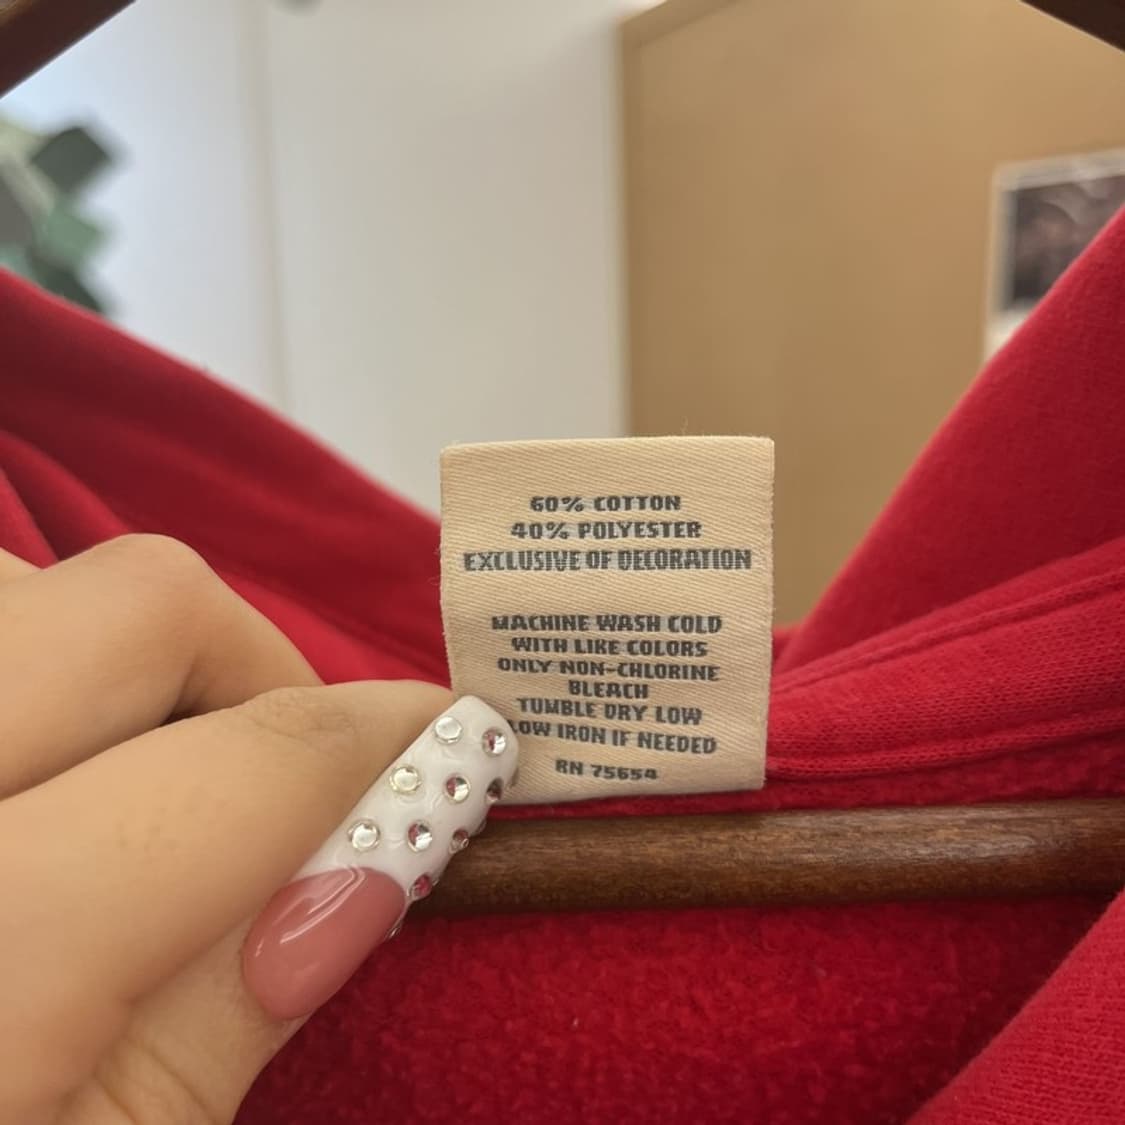 60% COTTON
40% POLYESTER
EXCLUSIVE OF DECORATION
MACHINE WASH COLD
WITH LIKE COLORS
ONLY NON-CHLORINE
BLEACH
TUMBLE DRY LOW
LOW IRON IF NEEDED
RN 75654